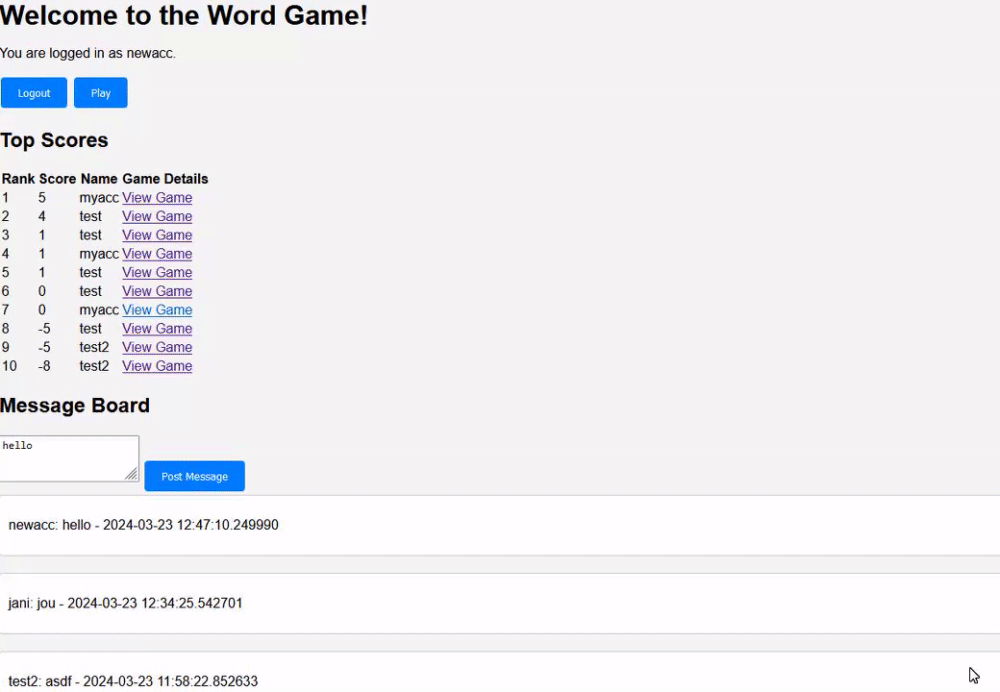 Welcome to the Word Game!
You are logged in as newacc.
Logout Play
Top Scores
Rank Score Name Game Details
1 5 myacc View Game
2 4 test View Game
3 1 test View Game
4 1 myacc View Game
5 1 test View Game
6 0 test View Game
7 0 myacc View Game
8 -5 test View Game
9 -5 test2 View Game
10 -8 test2 View Game
Message Board
hello
Post Message
newacc: hello - 2024-03-23 12:47:10.249990
jani: jou - 2024-03-23 12:34:25.542701
test2: asdf - 2024-03-23 11:58:22.852633